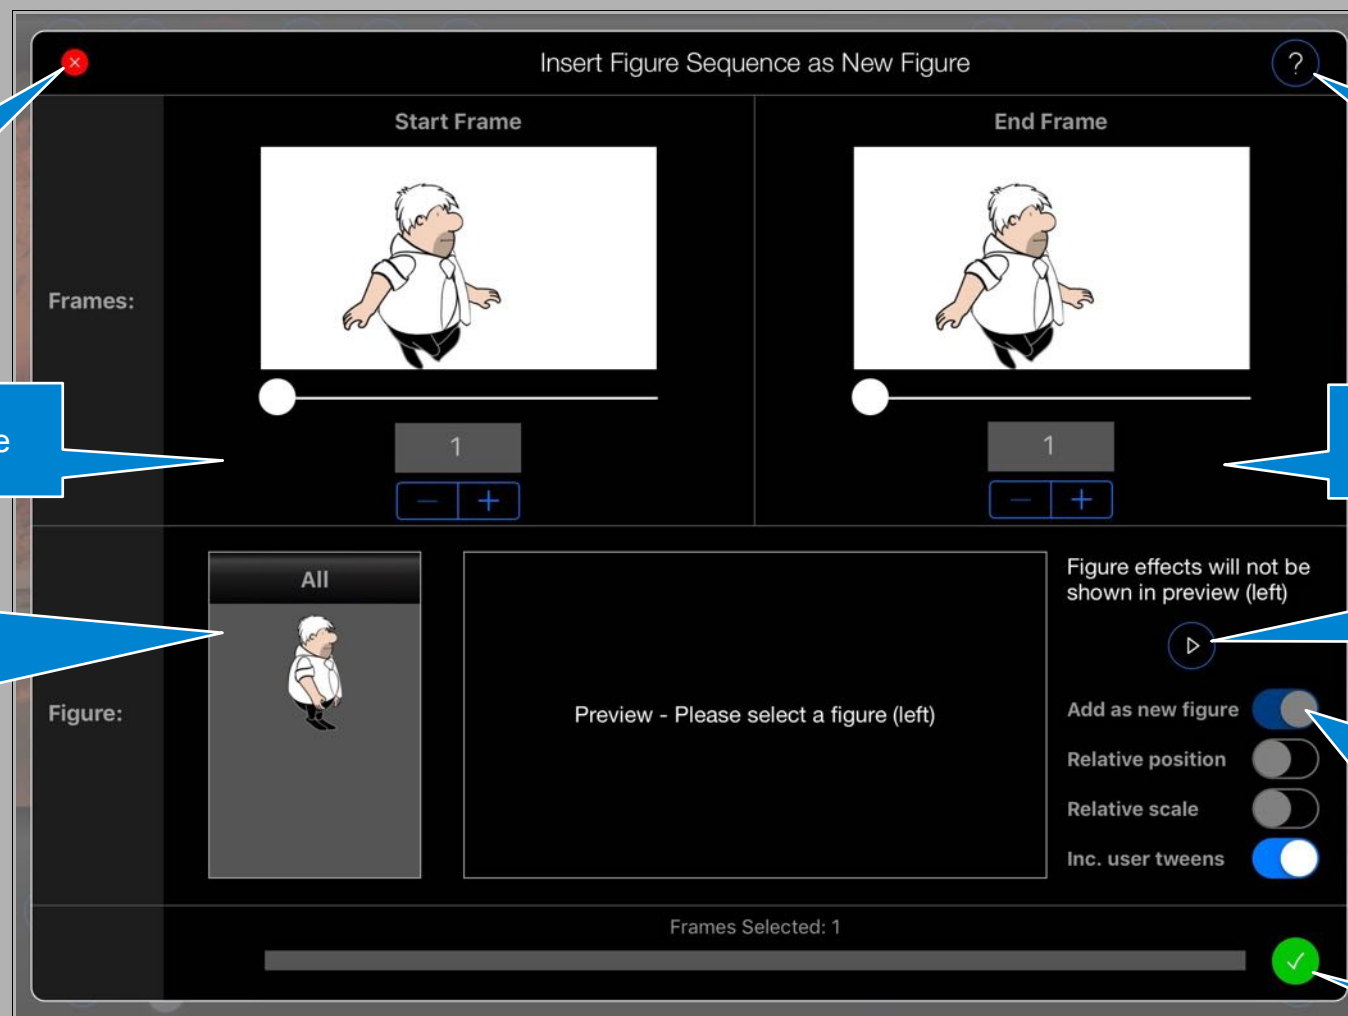 Insert Figure Sequence as New Figure
?
Start Frame
End Frame
Frames:
e
1
1
− +
− +
All
Figure effects will not be
shown in preview (left)
Figure:
Preview - Please select a figure (left)
Add as new figure
Relative position
Relative scale
Inc. user tweens
Frames Selected: 1